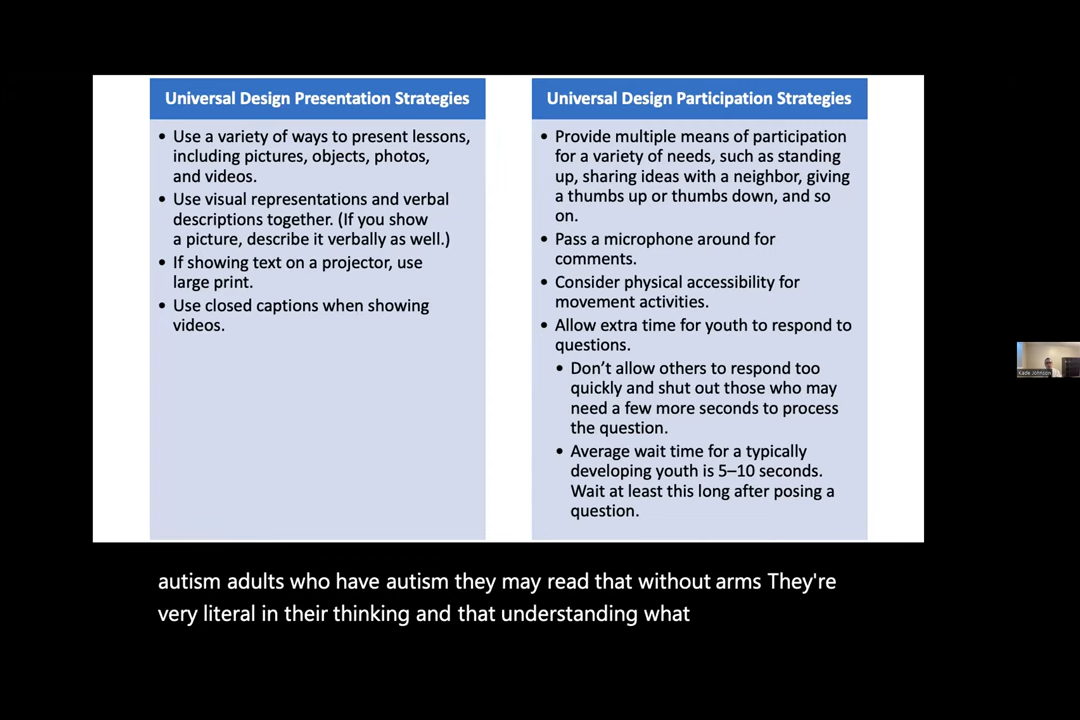 Universal Design Presentation Strategies
• Use a variety of ways to present lessons,
including pictures, objects, photos,
and videos.
• Use visual representations and verbal
descriptions together. (If you show
a picture, describe it verbally as well.)
• If showing text on a projector, use
large print.
• Use closed captions when showing
videos.
Universal Design Participation Strategies
• Provide multiple means of participation
for a variety of needs, such as standing
up, sharing ideas with a neighbor, giving
a thumbs up or thumbs down, and so
on.
• Pass a microphone around for
comments.
• Consider physical accessibility for
movement activities.
• Allow extra time for youth to respond to
questions.
• Don’t allow others to respond too
quickly and shut out those who may
need a few more seconds to process
the question.
• Average wait time for a typically
developing youth is 5–10 seconds.
Wait at least this long after posing a
question.
Kade Johnson
autism adults who have autism they may read that without arms They're
very literal in their thinking and that understanding what